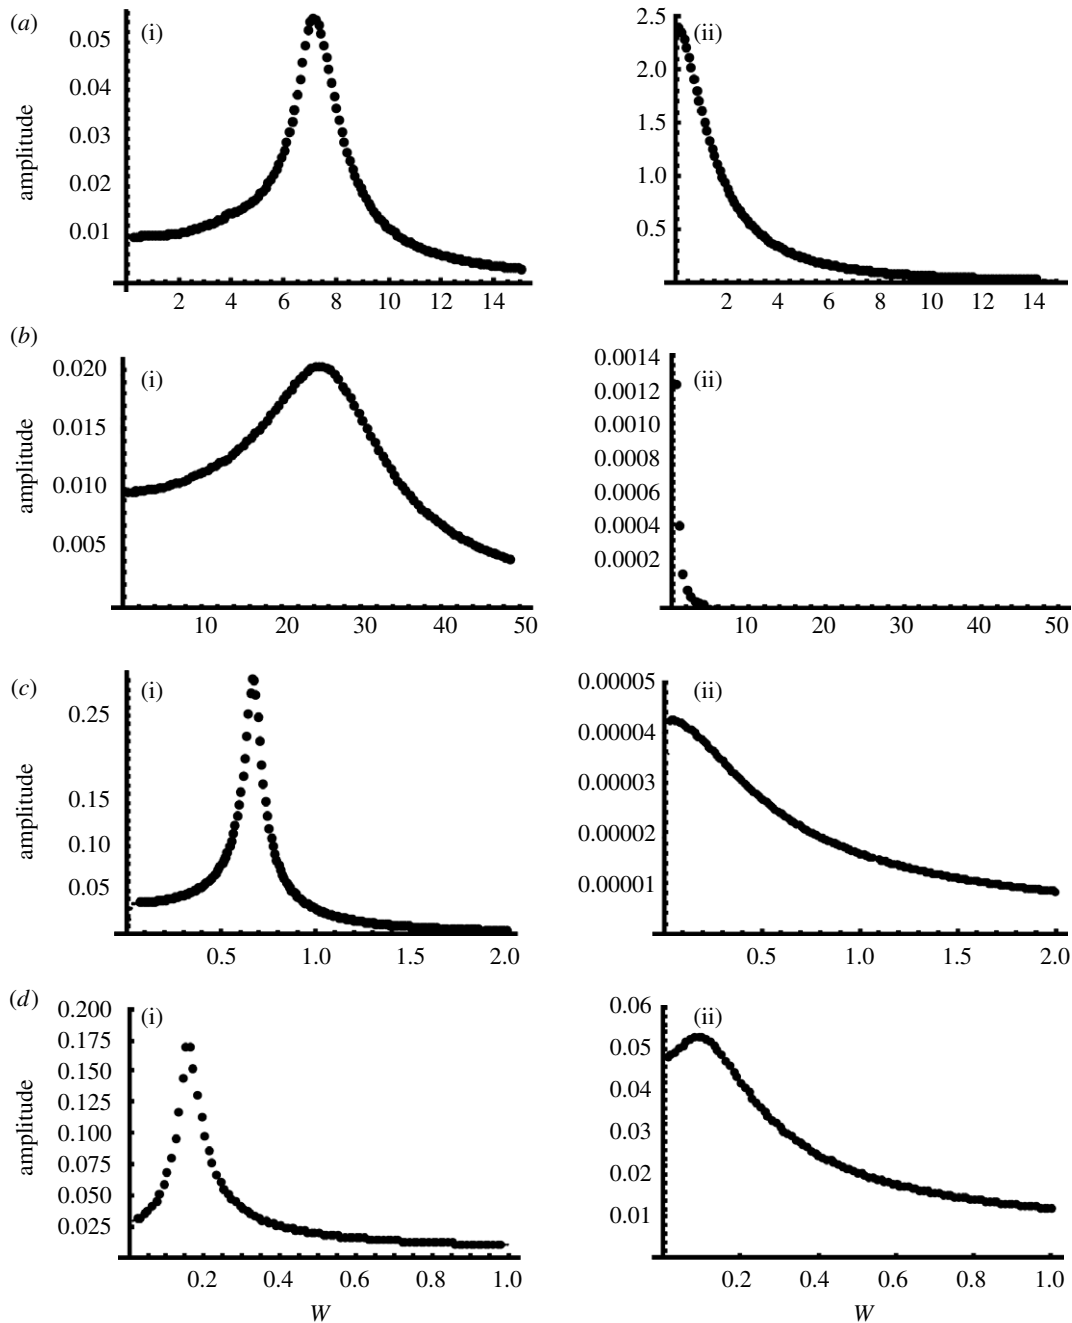 (a)
(i)
0.05
0.04
0.03
0.02
0.01
amplitude
2 4 6 8 10 12 14
(ii)
2.5
2.0
1.5
1.0
0.5
2 4 6 8 10 12 14
(b)
(i)
0.020
0.015
0.010
0.005
amplitude
10 20 30 40 50
(ii)
0.0014
0.0012
0.0010
0.0008
0.0006
0.0004
0.0002
10 20 30 40 50
(c)
(i)
0.25
0.15
0.10
0.05
amplitude
0.5 1.0 1.5 2.0
(ii)
0.00005
0.00004
0.00003
0.00002
0.00001
0.5 1.0 1.5 2.0
(d)
(i)
0.200
0.175
0.150
0.125
0.100
0.075
0.050
0.025
amplitude
0.2 0.4 0.6 0.8 1.0
W
(ii)
0.06
0.05
0.04
0.03
0.02
0.01
0.2 0.4 0.6 0.8 1.0
W